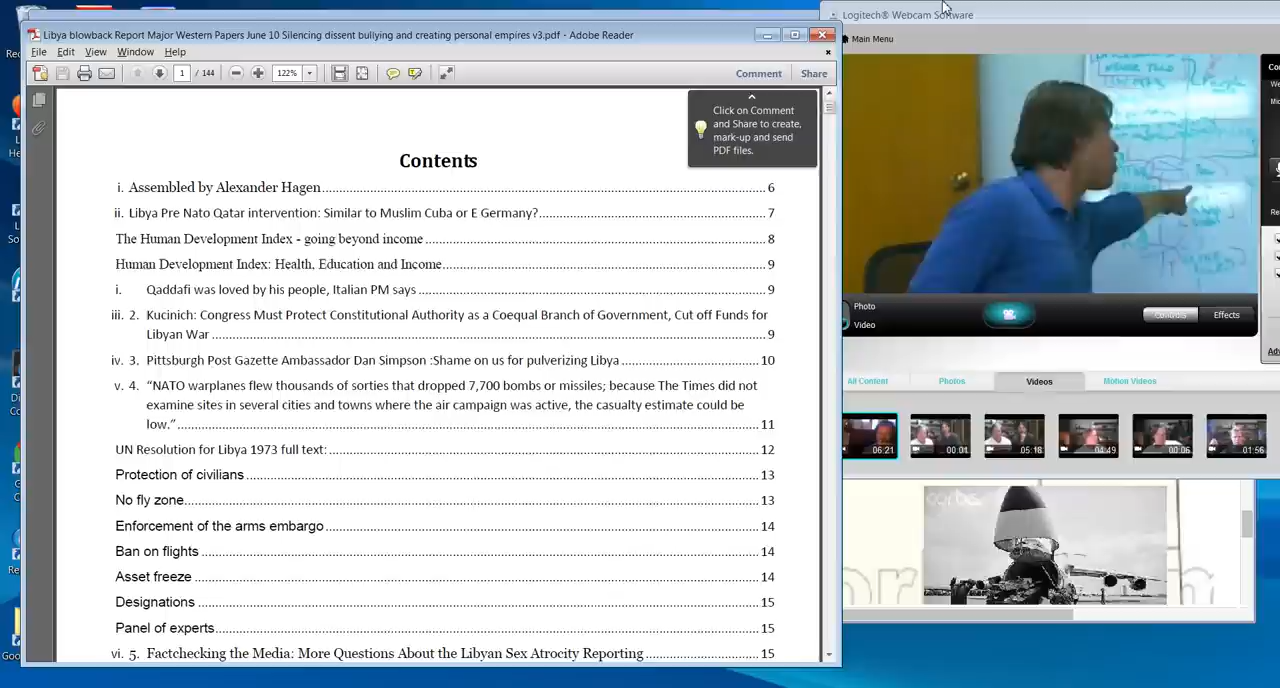 Libya blowback Report Major Western Papers June 10 Silencing dissent bullying and creating personal empires v3.pdf - Adobe Reader
File Edit View Window Help
1 / 144 122% Comment Share
Click on Comment
and Share to create,
mark-up and send
PDF files.
Contents
i. Assembled by Alexander Hagen 6
ii. Libya Pre Nato Qatar intervention: Similar to Muslim Cuba or E Germany? 7
The Human Development Index - going beyond income 8
Human Development Index: Health, Education and Income 9
i. Qaddafi was loved by his people, Italian PM says 9
iii. 2. Kucinich: Congress Must Protect Constitutional Authority as a Coequal Branch of Government, Cut off Funds for
Libyan War 9
iv. 3. Pittsburgh Post Gazette Ambassador Dan Simpson :Shame on us for pulverizing Libya 10
v. 4. “NATO warplanes flew thousands of sorties that dropped 7,700 bombs or missiles; because The Times did not
examine sites in several cities and towns where the air campaign was active, the casualty estimate could be
low.” 11
UN Resolution for Libya 1973 full text: 12
Protection of civilians 13
No fly zone 13
Enforcement of the arms embargo 14
Ban on flights 14
Asset freeze 14
Designations 15
Panel of experts 15
vi. 5. Factchecking the Media: More Questions About the Libyan Sex Atrocity Reporting 15
Logitech® Webcam Software
Main Menu
Photo
Video
Controls Effects
All Content Photos Videos Motion Videos
06:21 00:01 05:18 04:49 00:06 01:56
corbis